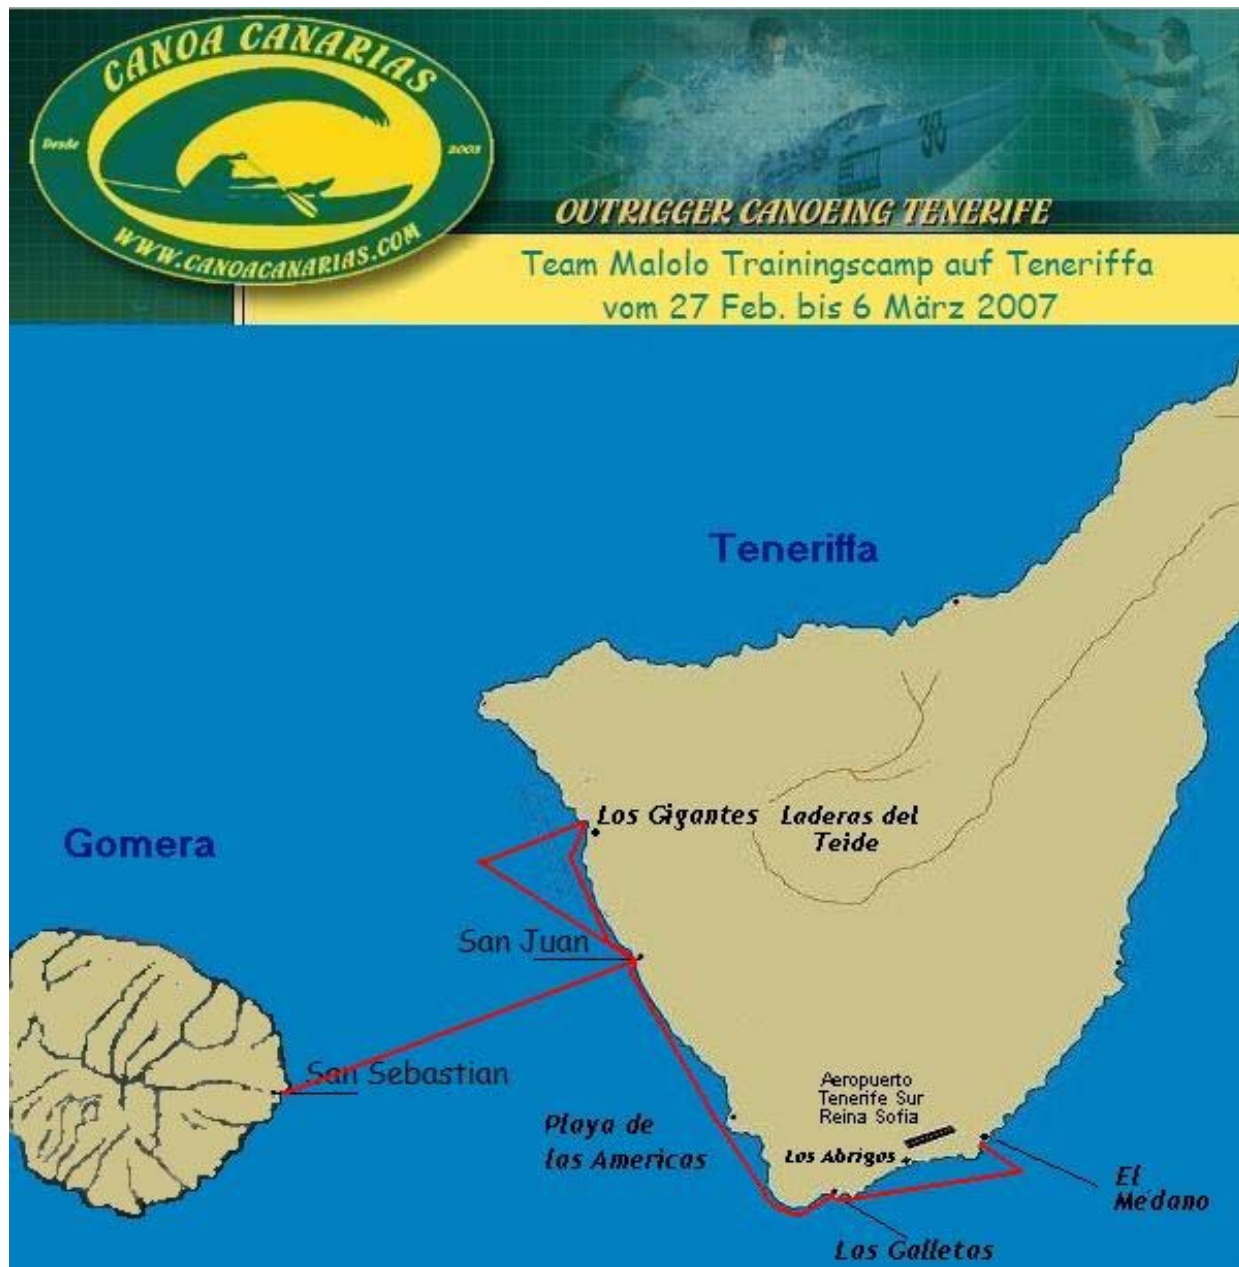 CANOA CANARIAS
Desde
2003
WWW.CANOACANARIAS.COM
38
OUTRIGGER CANOEING TENERIFE
Team Malolo Trainingscamp auf Teneriffa
vom 27 Feb. bis 6 März 2007
Teneriffa
Los Gigantes
Laderas del
Teide
Gomera
San Juan
San Sebastian
Aeropuerto
Tenerife Sur
Reina Sofia
Playa de
las Americas
Los Abrigos
El
Medano
Las Galletas